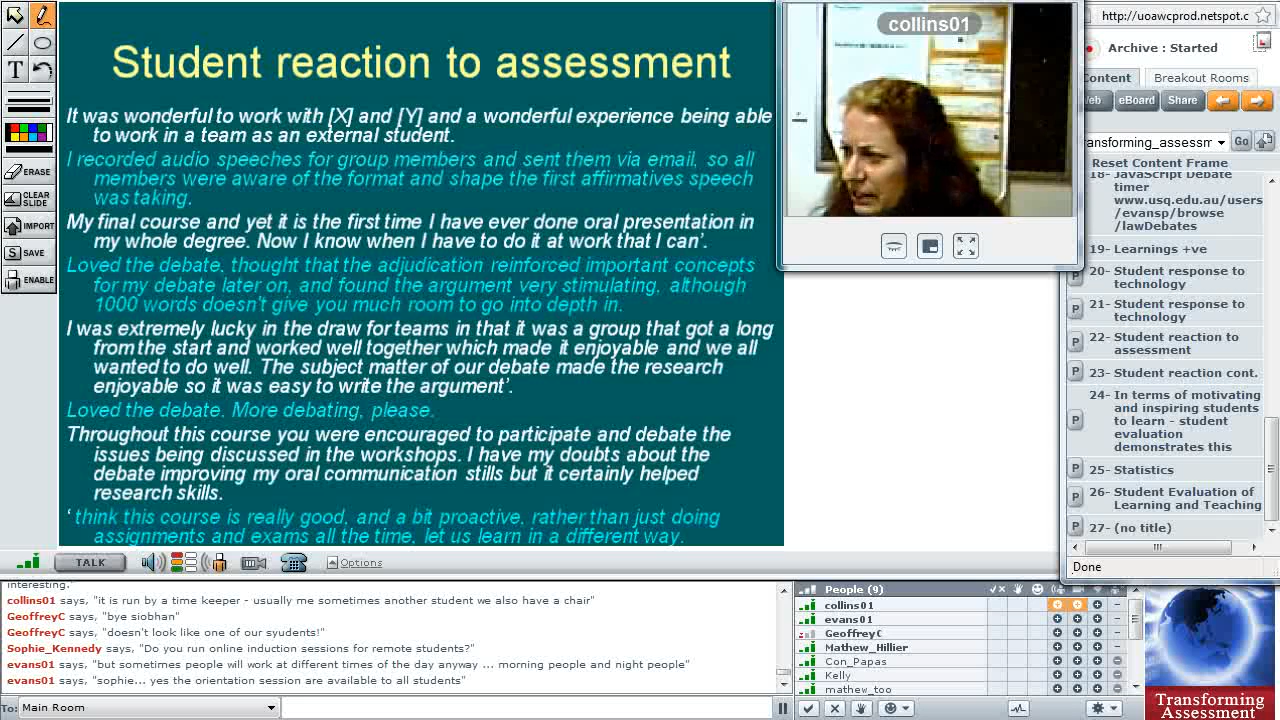 Student reaction to assessment
It was wonderful to work with [X] and [Y] and a wonderful experience being able
to work in a team as an external student.
I recorded audio speeches for group members and sent them via email, so all
members were aware of the format and shape the first affirmatives speech
was taking.
My final course and yet it is the first time I have ever done oral presentation in
my whole degree. Now I know when I have to do it at work that I can'.
Loved the debate, thought that the adjudication reinforced important concepts
for my debate later on, and found the argument very stimulating, although
1000 words doesn't give you much room to go into depth in.
I was extremely lucky in the draw for teams in that it was a group that got a long
from the start and worked well together which made it enjoyable and we all
wanted to do well. The subject matter of our debate made the research
enjoyable so it was easy to write the argument'.
Loved the debate. More debating, please.
Throughout this course you were encouraged to participate and debate the
issues being discussed in the workshops. I have my doubts about the
debate improving my oral communication stills but it certainly helped
research skills.
' think this course is really good, and a bit proactive, rather than just doing
assignments and exams all the time, let us learn in a different way.
T
ERASE
CLEAR
SLIDE
IMPORT
SAVE
ENABLE
collins01
http://uoawcprod.netspot.c
Archive : Started
Content
Breakout Rooms
Web
eBoard
Share
ansforming_assessm
Go
Reset Content Frame
18- JavaScript Debate
timer
www.usq.edu.au/users
/evansp/browse
/lawDebates
19- Learnings +ve
P 20- Student response to
technology
P 21- Student response to
technology
P 22- Student reaction to
assessment
P 23- Student reaction cont.
P 24- In terms of motivating
and inspiring students
to learn - student
evaluation
demonstrates this
P 25- Statistics
P 26- Student Evaluation of
Learning and Teaching
P 27- (no title)
Done
TALK
Options
interesting."
collins01 says, "it is run by a time keeper - usually me sometimes another student we also have a chair"
GeoffreyC says, "bye siobhan"
GeoffreyC says, "doesn't look like one of our syudents!"
Sophie_Kennedy says, "Do you run online induction sessions for remote students?"
evans01 says, "but sometimes people will work at different times of the day anyway ... morning people and night people"
evans01 says, "sophie... yes the orientation session are available to all students"
To: Main Room
People (9)
collins01
evans01
GeoffreyC
Mathew_Hillier
Con_Papas
Kelly
mathew_too
Transforming
Assessment